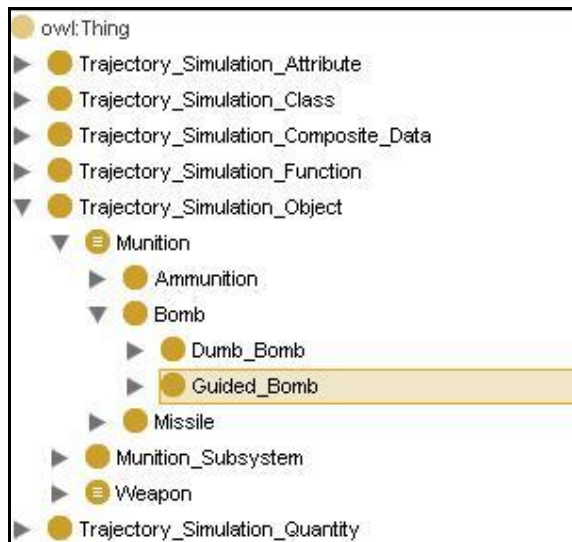 owl:Thing
Trajectory_Simulation_Attribute
Trajectory_Simulation_Class
Trajectory_Simulation_Composite_Data
Trajectory_Simulation_Function
Trajectory_Simulation_Object
Munition
Ammunition
Bomb
Dumb_Bomb
Guided_Bomb
Missile
Munition_Subsystem
Weapon
Trajectory_Simulation_Quantity